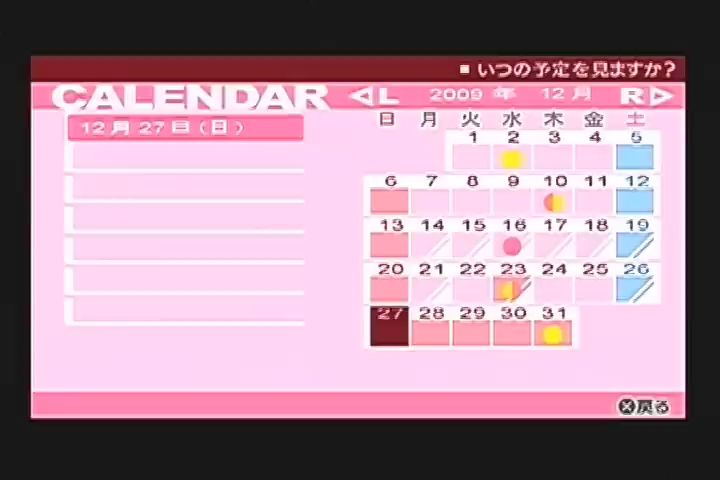 ■ いつの予定を見ますか?
CALENDAR
◁L 2009 年 12 月 R▷
12 月 27 日 (日)
日 月 火 水 木 金 土
1 2 3 4 5
6 7 8 9 10 11 12
13 14 15 16 17 18 19
20 21 22 23 24 25 26
27 28 29 30 31
⊗戻る